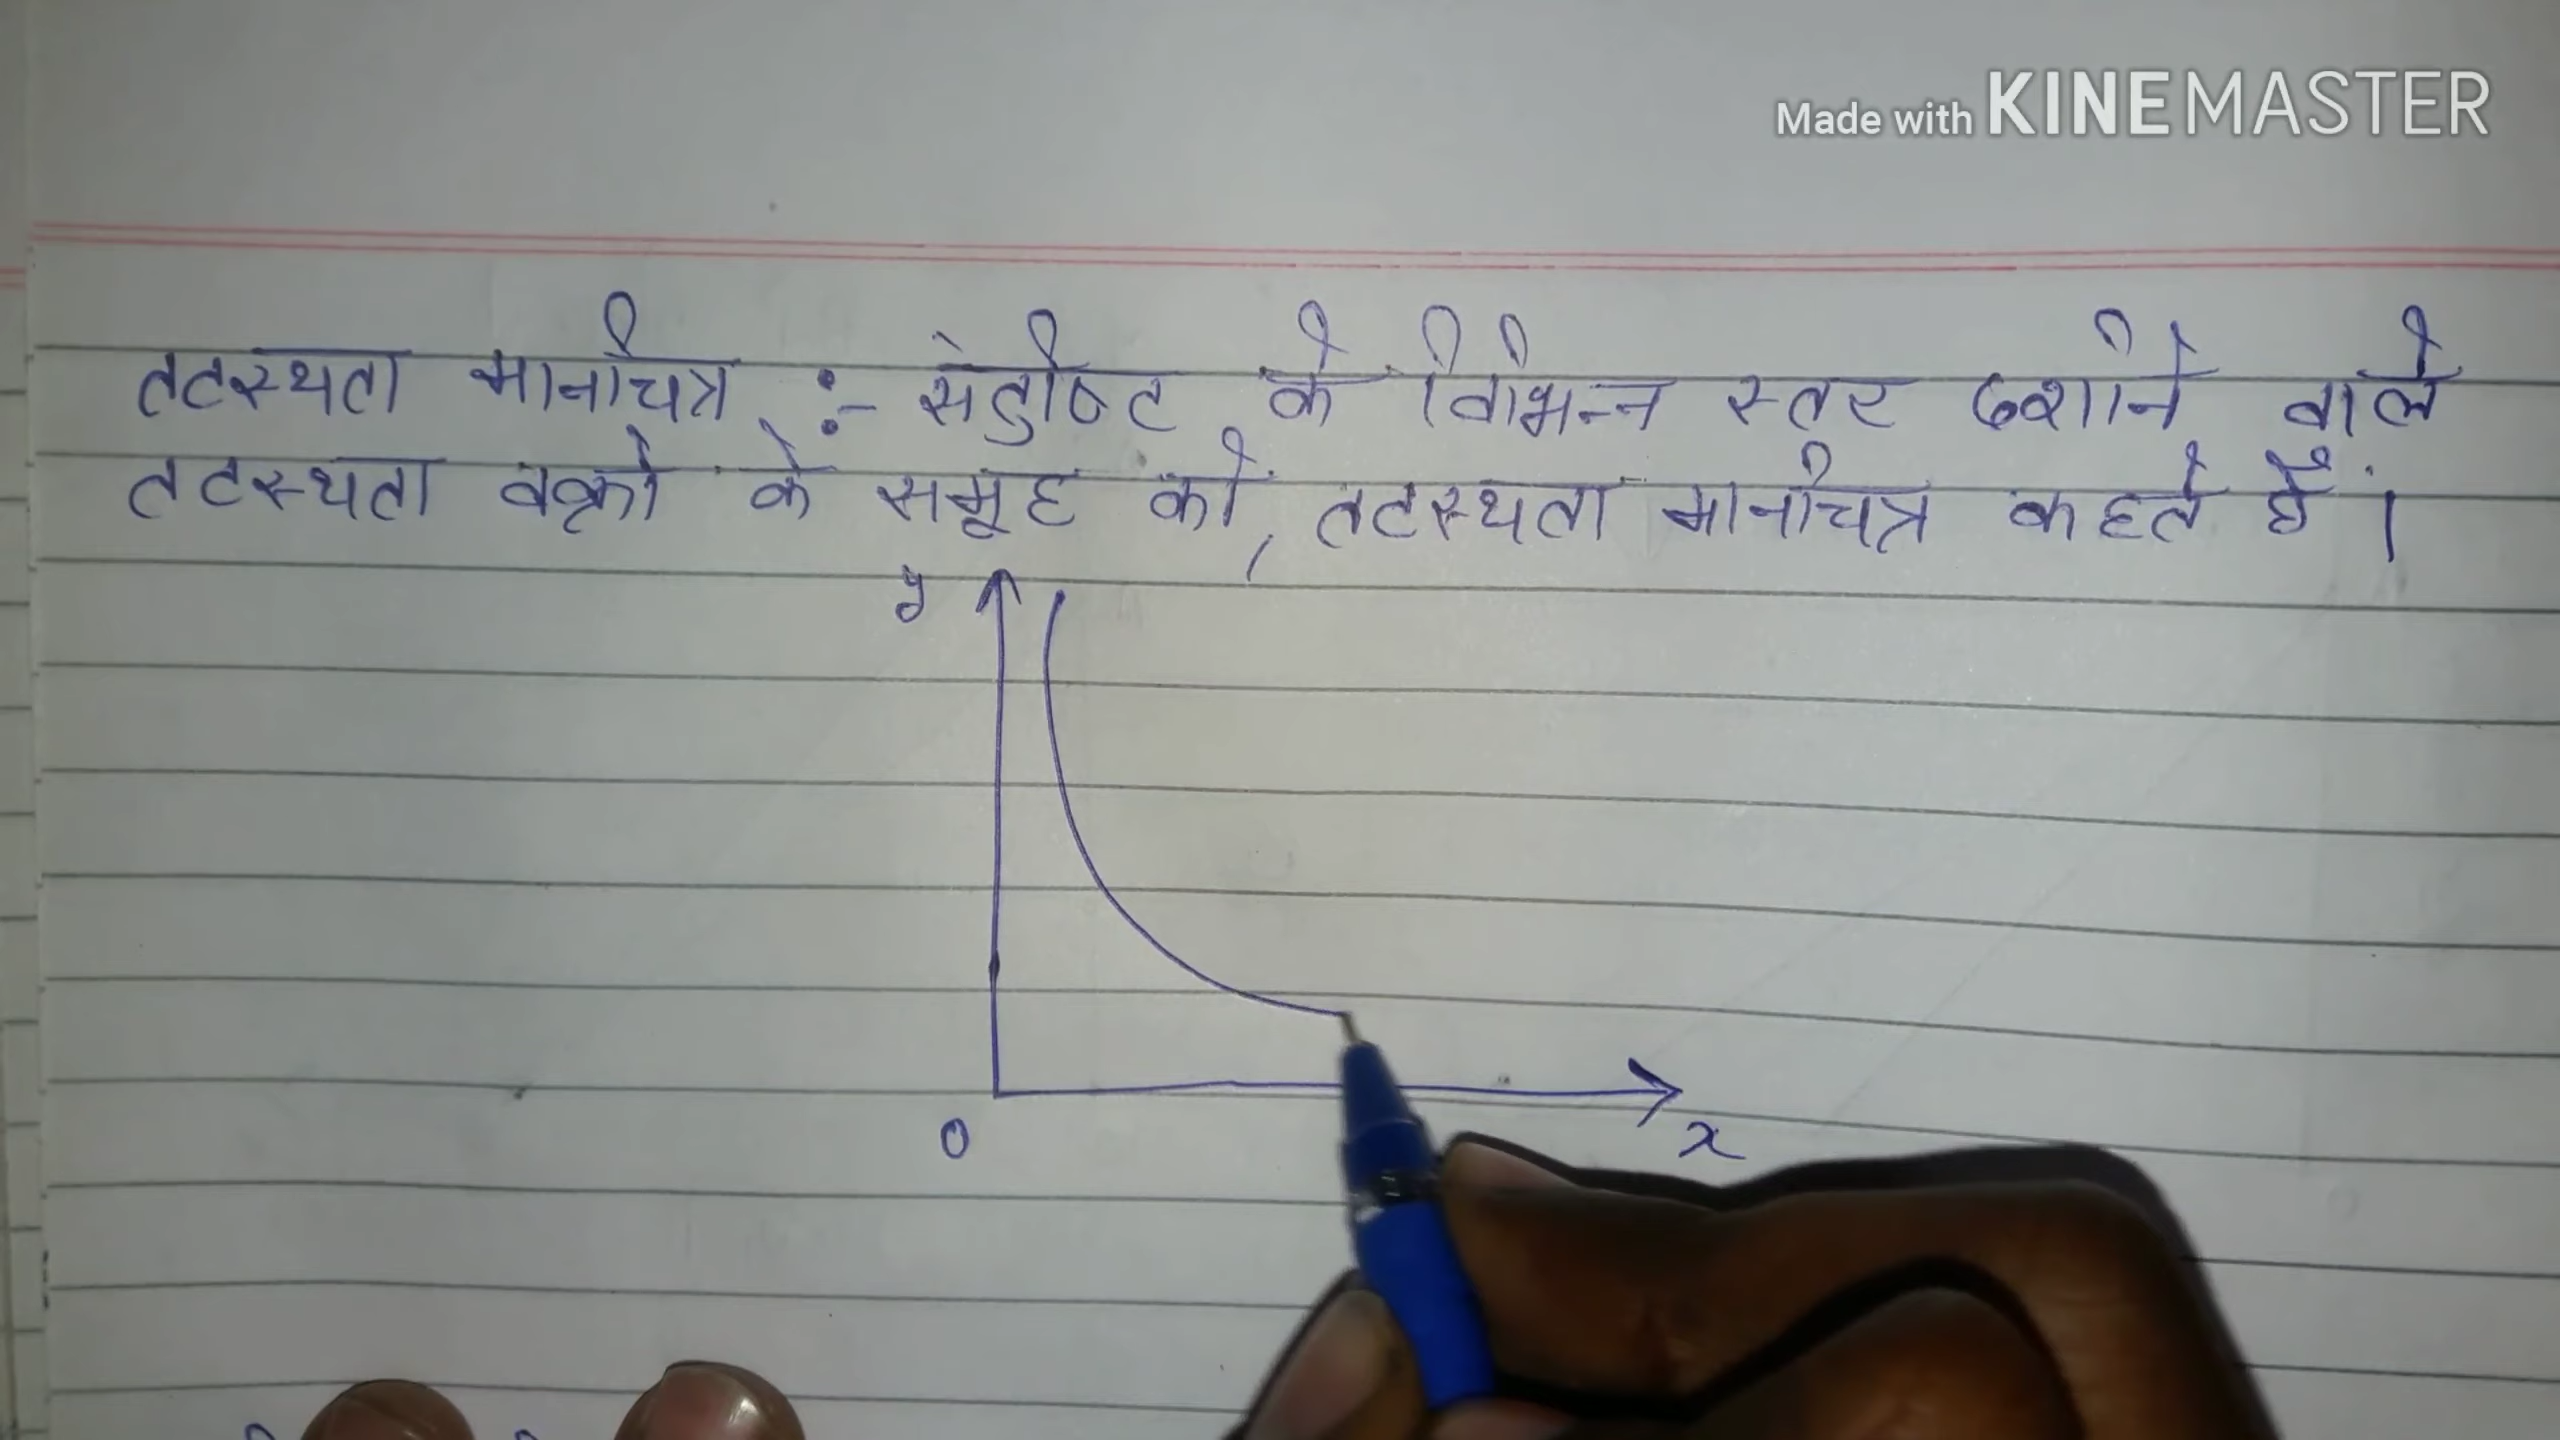 Made with KINEMASTER
तटस्थता मानचित्र :- संतुष्टि के विभिन्न स्तर दर्शाने वाले
तटस्थता वक्रो के समूह को, तटस्थता मानचित्र कहते हैं।
y
0
x